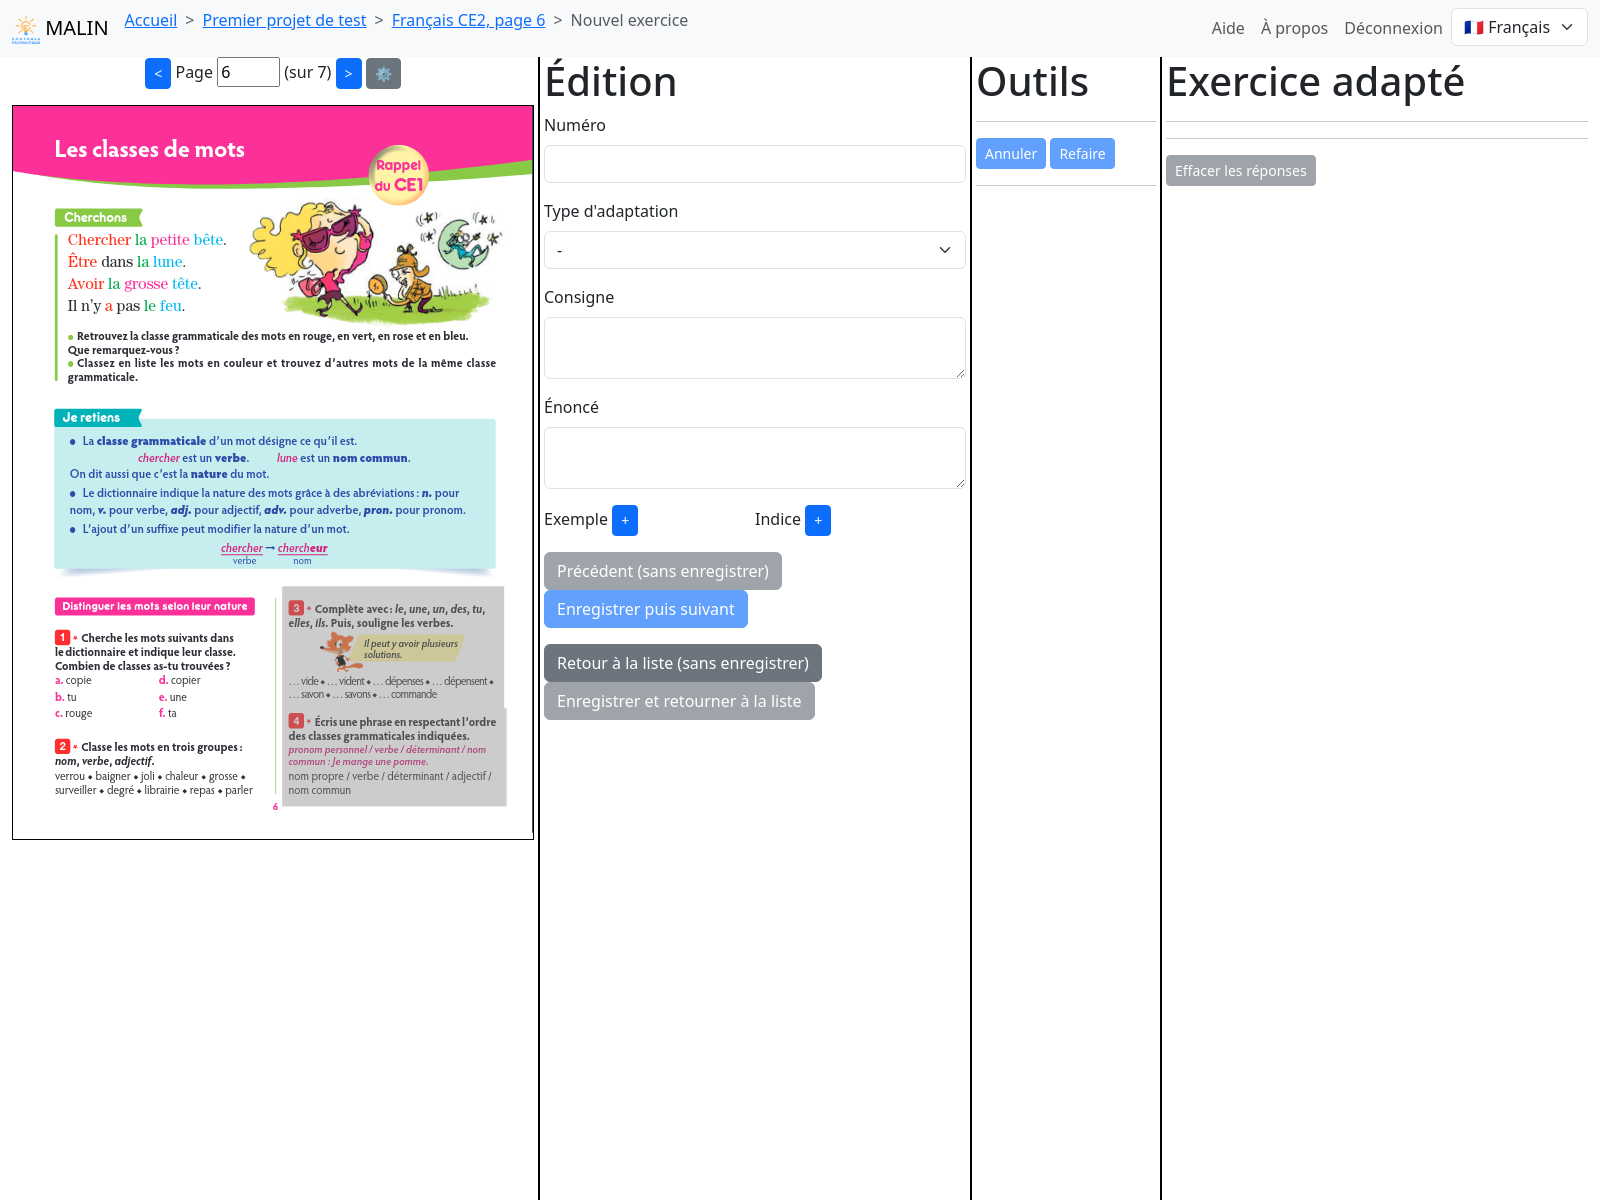 MALIN Accueil > Premier projet de test > Français CE2, page 6 > Nouvel exercice Aide À propos Déconnexion Français
< Page 6 (sur 7) >
Les classes de mots
Rappel
du CE1
Cherchons
Chercher la petite bête.
Être dans la lune.
Avoir la grosse tête.
Il n'y a pas le feu.
● Retrouvez la classe grammaticale des mots en rouge, en vert, en rose et en bleu.
Que remarquez-vous ?
● Classez en liste les mots en couleur et trouvez d'autres mots de la même classe
grammaticale.
Je retiens
● La classe grammaticale d'un mot désigne ce qu'il est.
chercher est un verbe. lune est un nom commun.
On dit aussi que c'est la nature du mot.
● Le dictionnaire indique la nature des mots grâce à des abréviations : n. pour
nom, v. pour verbe, adj. pour adjectif, adv. pour adverbe, pron. pour pronom.
● L'ajout d'un suffixe peut modifier la nature d'un mot.
chercher → chercheur
verbe nom
Distinguer les mots selon leur nature
1 * Cherche les mots suivants dans
le dictionnaire et indique leur classe.
Combien de classes as-tu trouvées ?
a. copie d. copier
b. tu e. une
c. rouge f. ta
2 * Classe les mots en trois groupes :
nom, verbe, adjectif.
verrou ◆ baigner ◆ joli ◆ chaleur ◆ grosse ◆
surveiller ◆ degré ◆ librairie ◆ repas ◆ parler
3 * Complète avec : le, une, un, des, tu,
elles, ils. Puis, souligne les verbes.
Il peut y avoir plusieurs
solutions.
… vide ◆ … vident ◆ … dépenses ◆ … dépensent ◆
… savon ◆ … savons ◆ … commande
4 * Écris une phrase en respectant l'ordre
des classes grammaticales indiquées.
pronom personnel / verbe / déterminant / nom
commun : Je mange une pomme.
nom propre / verbe / déterminant / adjectif /
nom commun
6
Édition
Numéro
Type d'adaptation
-
Consigne
Énoncé
Exemple + Indice +
Précédent (sans enregistrer)
Enregistrer puis suivant
Retour à la liste (sans enregistrer)
Enregistrer et retourner à la liste
Outils
Annuler Refaire
Exercice adapté
Effacer les réponses